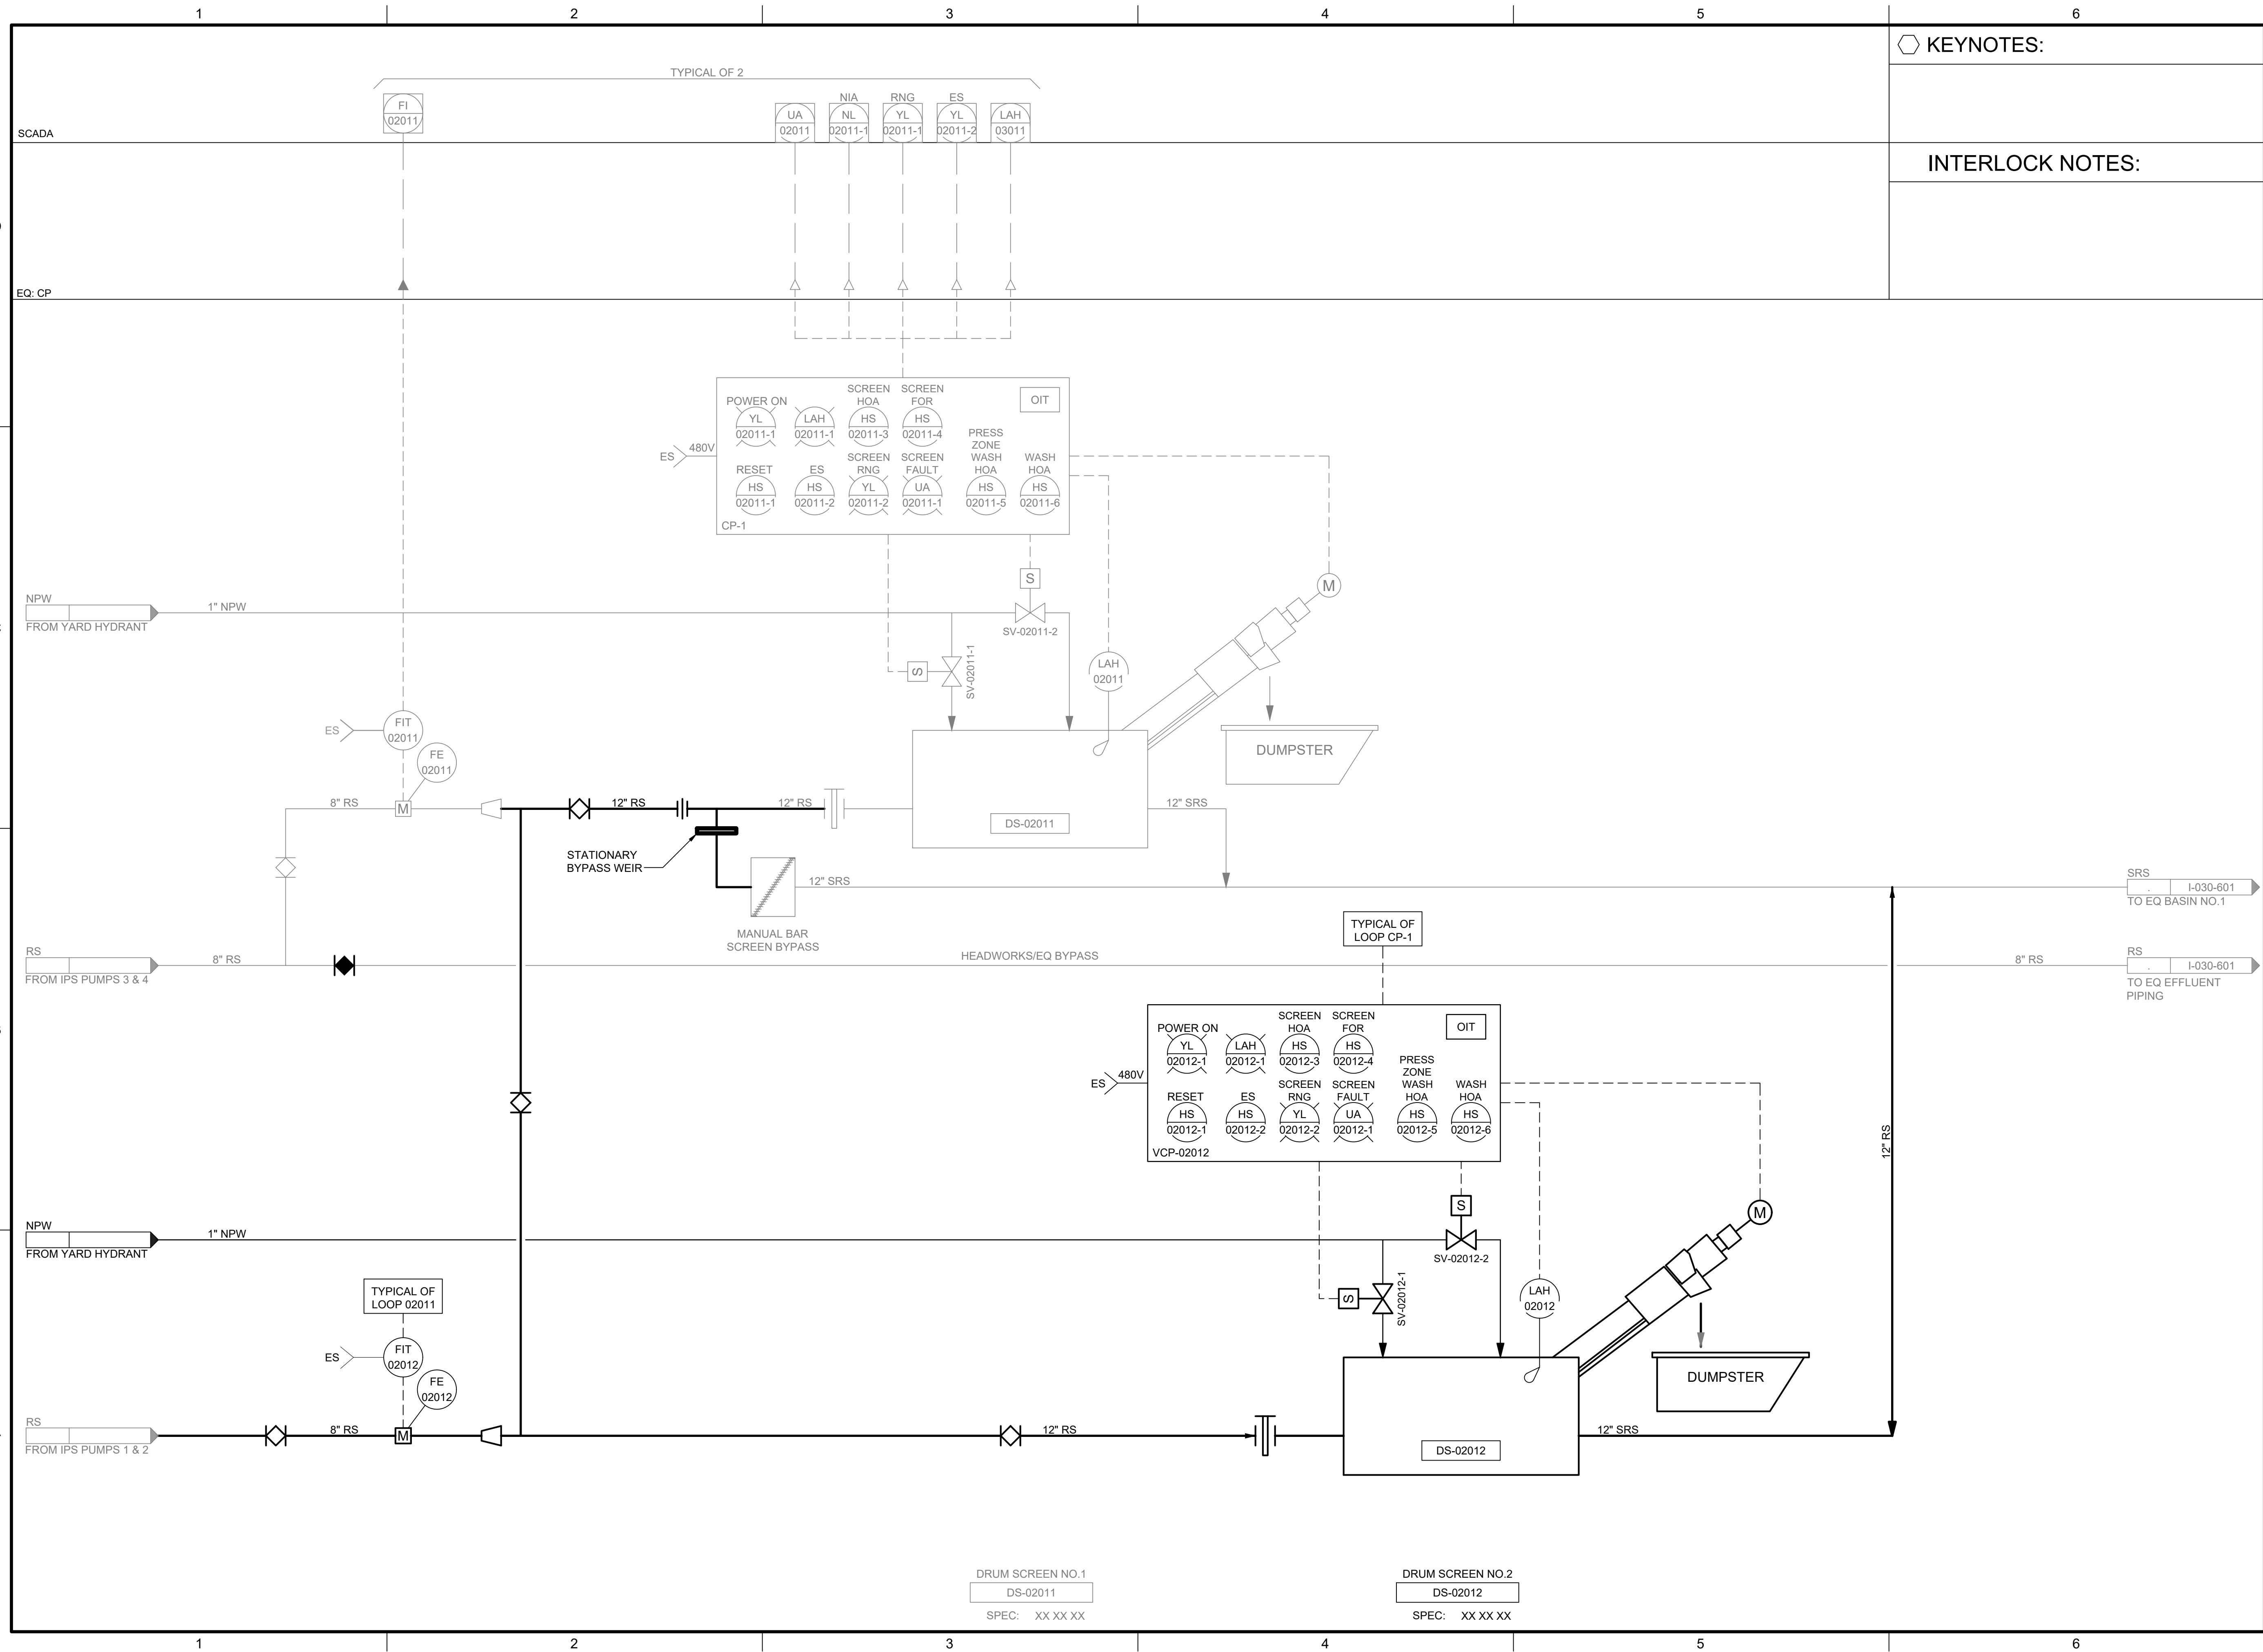 1 2 3 4 5 6
KEYNOTES:
TYPICAL OF 2
NIA RNG ES
FI UA NL YL YL LAH
02011 02011 02011-1 02011-1 02011-2 03011
SCADA
INTERLOCK NOTES:
EQ: CP
SCREEN SCREEN
POWER ON HOA FOR OIT
YL LAH HS HS
02011-1 02011-1 02011-3 02011-4
PRESS
ZONE
ES 480V
SCREEN SCREEN WASH WASH
RESET ES RNG FAULT HOA HOA
HS HS YL UA HS HS
02011-1 02011-2 02011-2 02011-1 02011-5 02011-6
CP-1
S
M
NPW
1" NPW
FROM YARD HYDRANT
SV-02011-2
S
SV-02011-1
LAH
02011
ES
FIT
02011
FE
02011
DUMPSTER
8" RS
M
12" RS
12" RS
12" SRS
DS-02011
STATIONARY
BYPASS WEIR
12" SRS
SRS
. I-030-601
TO EQ BASIN NO.1
MANUAL BAR
SCREEN BYPASS
TYPICAL OF
LOOP CP-1
RS
8" RS
FROM IPS PUMPS 3 & 4
HEADWORKS/EQ BYPASS
8" RS
RS
. I-030-601
TO EQ EFFLUENT
PIPING
SCREEN SCREEN
POWER ON HOA FOR OIT
YL LAH HS HS
02012-1 02012-1 02012-3 02012-4
PRESS
ZONE
ES 480V
SCREEN SCREEN WASH WASH
RESET ES RNG FAULT HOA HOA
HS HS YL UA HS HS
02012-1 02012-2 02012-2 02012-1 02012-5 02012-6
VCP-02012
12" RS
S
M
NPW
1" NPW
FROM YARD HYDRANT
SV-02012-2
TYPICAL OF
LOOP 02011
S
SV-02012-1
LAH
02012
ES
FIT
02012
FE
02012
DUMPSTER
RS
8" RS
M
12" RS
12" SRS
FROM IPS PUMPS 1 & 2
DS-02012
DRUM SCREEN NO.1
DS-02011
SPEC: XX XX XX
DRUM SCREEN NO.2
DS-02012
SPEC: XX XX XX
1 2 3 4 5 6